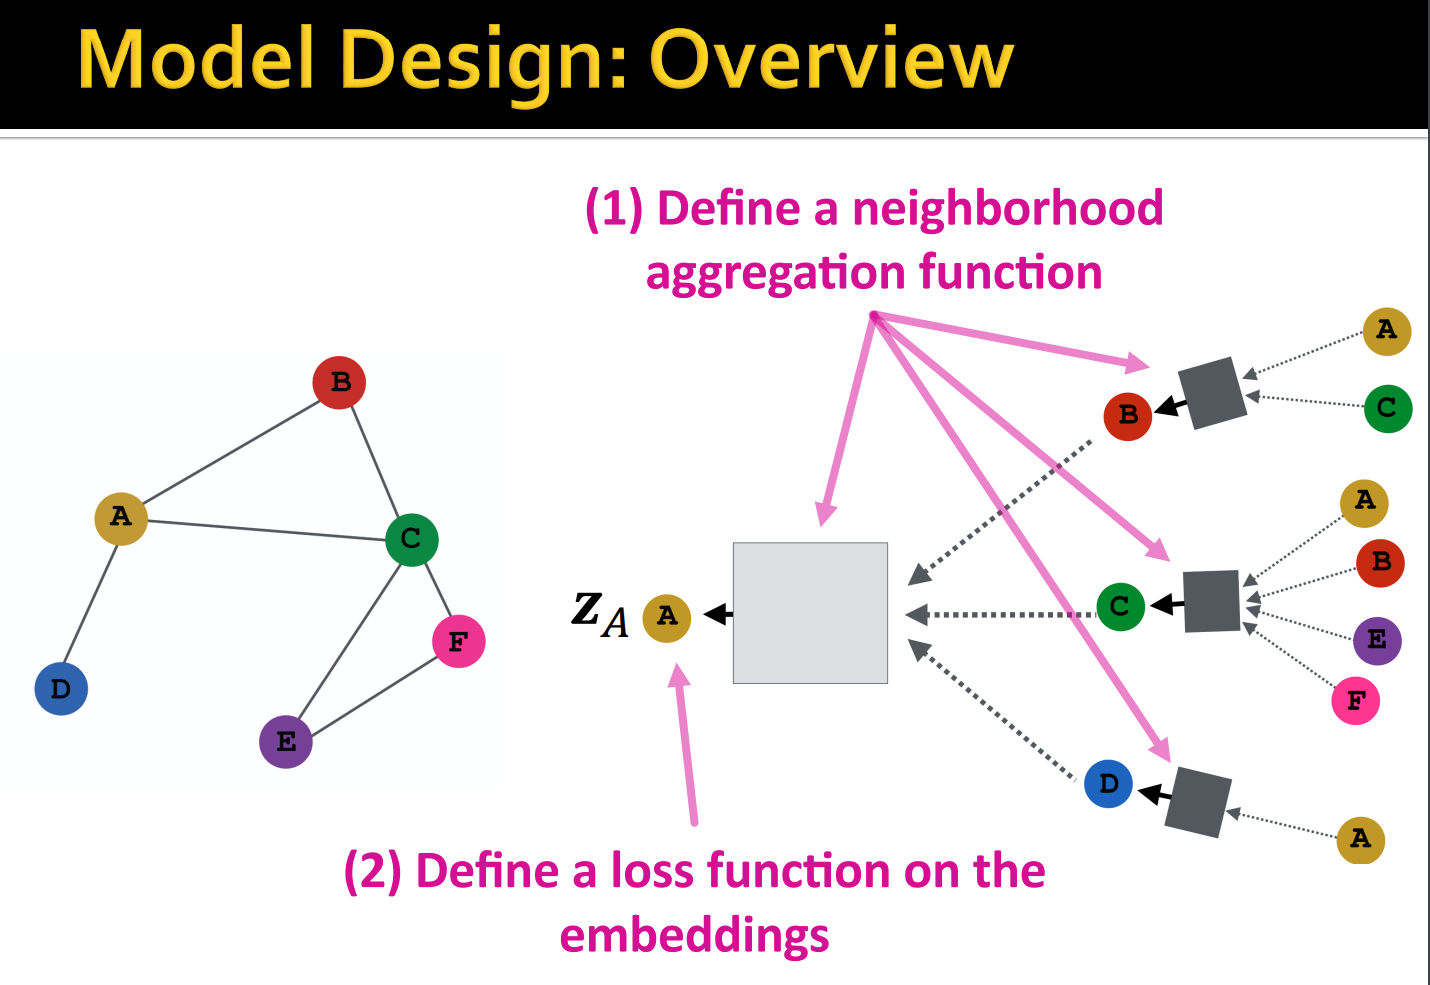 Model Design: Overview
(1) Define a neighborhood
aggregation function
B
A
C
D
F
E
z_A A
B
A
C
C
A
B
E
F
D
A
(2) Define a loss function on the
embeddings